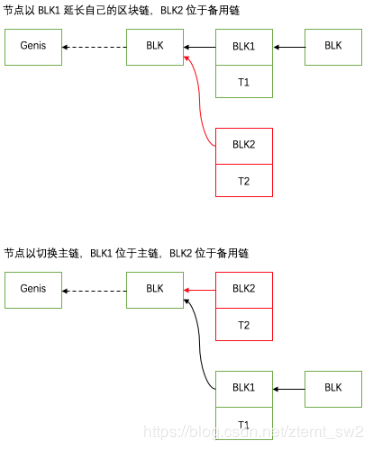 节点以 BLK1 延长自己的区块链，BLK2 位于备用链
Genis
BLK
BLK1
BLK
T1
BLK2
T2
节点以切换主链，BLK1 位于主链，BLK2 位于备用链
Genis
BLK
BLK2
T2
BLK1
BLK
T1
https://blog.csdn.net/ztemt_sw2